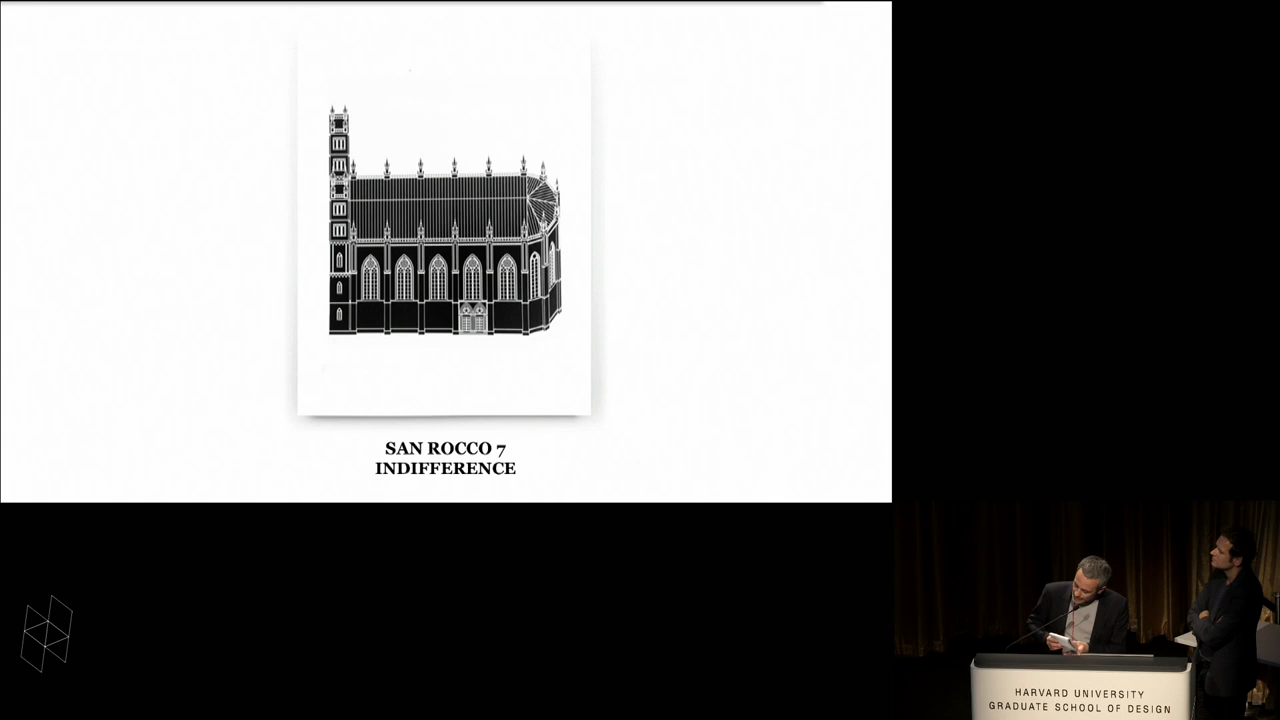 SAN ROCCO 7
INDIFFERENCE
HARVARD UNIVERSITY
GRADUATE SCHOOL OF DESIGN